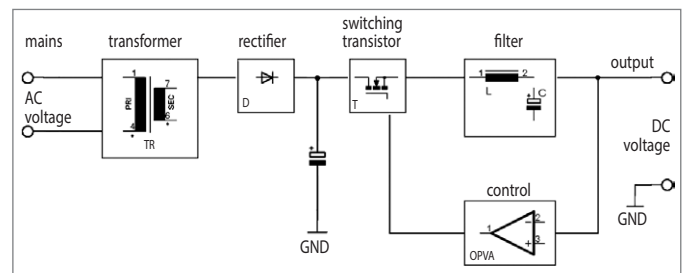 switching
mains transformer rectifier transistor filter
output
1 7 1 2
AC PRI SEC D T L C DC
voltage voltage
4 6
TR
control
GND
2
1
3
GND
OPVA